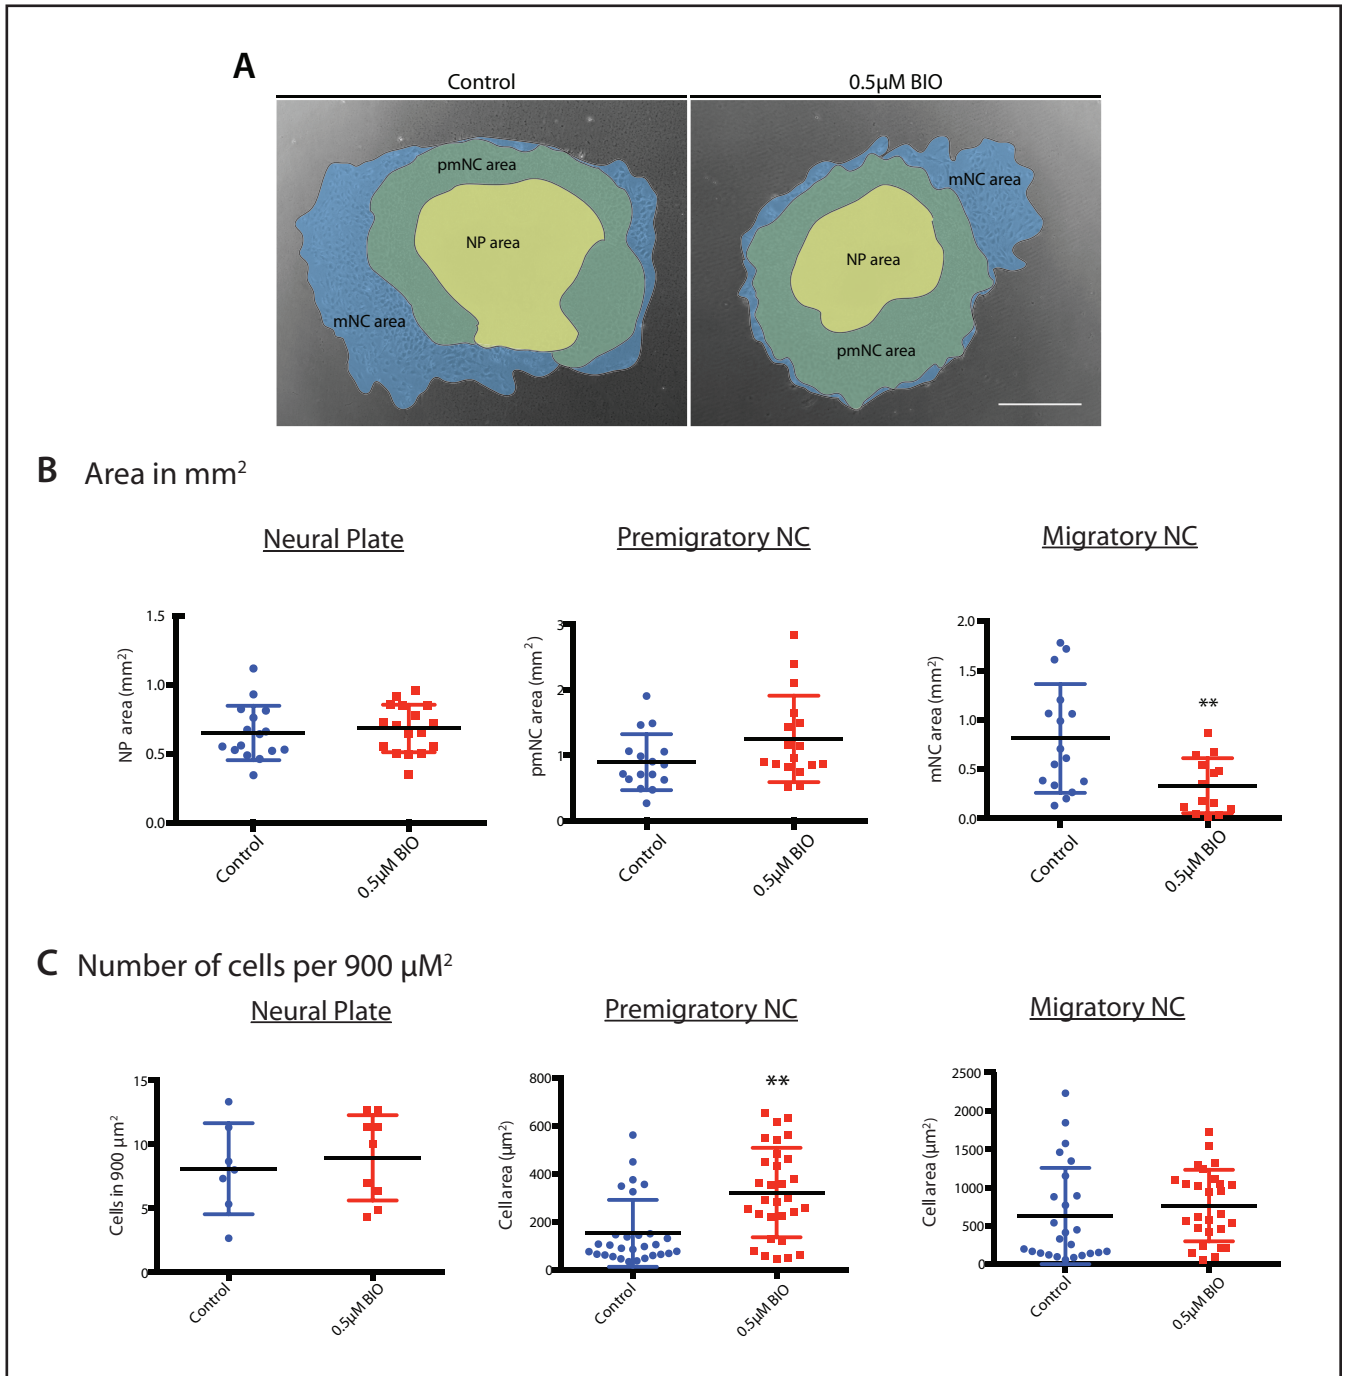 A
Control
0.5µM BIO
pmNC area
NP area
mNC area
mNC area
NP area
pmNC area
B Area in mm²
Neural Plate
Premigratory NC
Migratory NC
NP area (mm²)
1.5
1.0
0.5
0.0
Control
0.5µM BIO
pmNC area (mm²)
3
2
1
0
Control
0.5µM BIO
mNC area (mm²)
2.0
1.5
1.0
0.5
0.0
**
Control
0.5µM BIO
C Number of cells per 900 µM²
Neural Plate
Premigratory NC
Migratory NC
Cells in 900 µm²
15
10
5
0
Control
0.5µM BIO
Cell area (µm²)
800
600
400
200
0
**
Control
0.5µM BIO
Cell area (µm²)
2500
2000
1500
1000
500
0
Control
0.5µM BIO